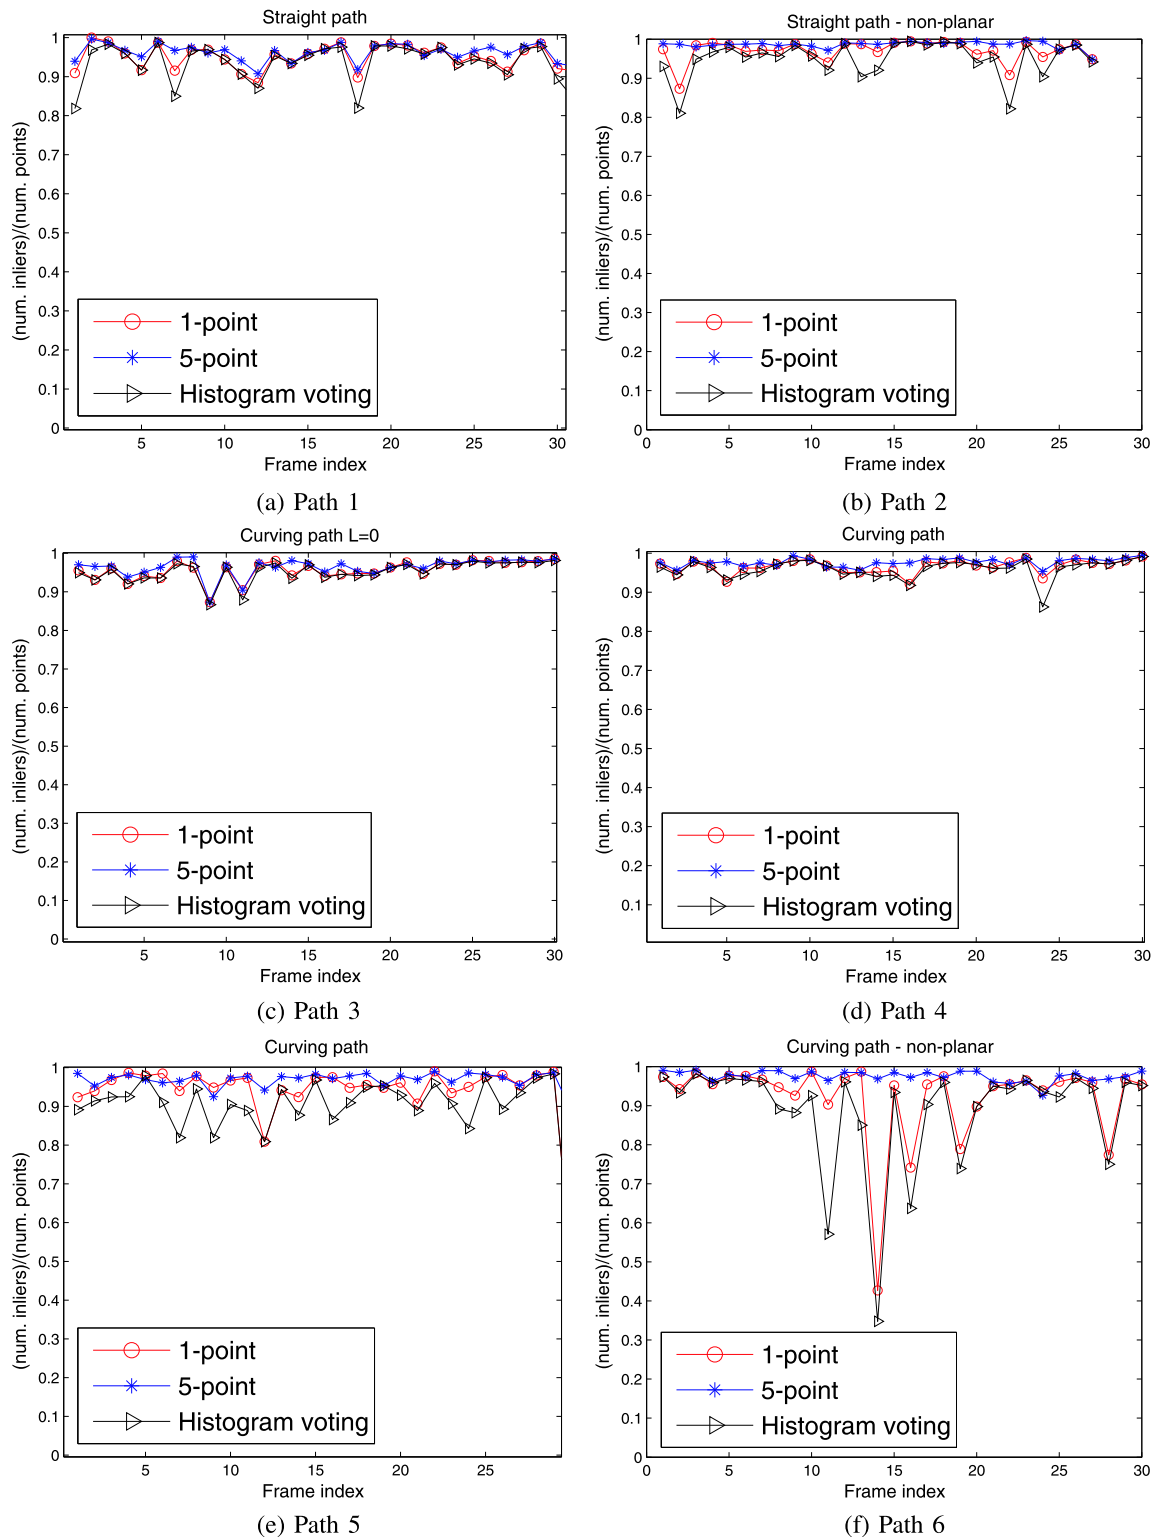 Straight path
1
0.9
0.8
0.7
0.6
0.5
0.4
0.3
0.2
0.1
0
(num. inliers)/(num. points)
1-point
5-point
Histogram voting
5 10 15 20 25 30
Frame index
(a) Path 1
Straight path - non-planar
1
0.9
0.8
0.7
0.6
0.5
0.4
0.3
0.2
0.1
0
(num. inliers)/(num. points)
1-point
5-point
Histogram voting
0 5 10 15 20 25 30
Frame index
(b) Path 2
Curving path L=0
1
0.9
0.8
0.7
0.6
0.5
0.4
0.3
0.2
0.1
0
(num. inliers)/(num. points)
1-point
5-point
Histogram voting
5 10 15 20 25 30
Frame index
(c) Path 3
Curving path
1
0.9
0.8
0.7
0.6
0.5
0.4
0.3
0.2
0.1
(num. inliers)/(num. points)
1-point
5-point
Histogram voting
5 10 15 20 25 30
Frame index
(d) Path 4
Curving path
1
0.9
0.8
0.7
0.6
0.5
0.4
0.3
0.2
0.1
0
(num. inliers)/(num. points)
1-point
5-point
Histogram voting
5 10 15 20 25
Frame index
(e) Path 5
Curving path - non-planar
1
0.9
0.8
0.7
0.6
0.5
0.4
0.3
0.2
0.1
0
(num. inliers)/(num. points)
1-point
5-point
Histogram voting
0 5 10 15 20 25 30
Frame index
(f) Path 6